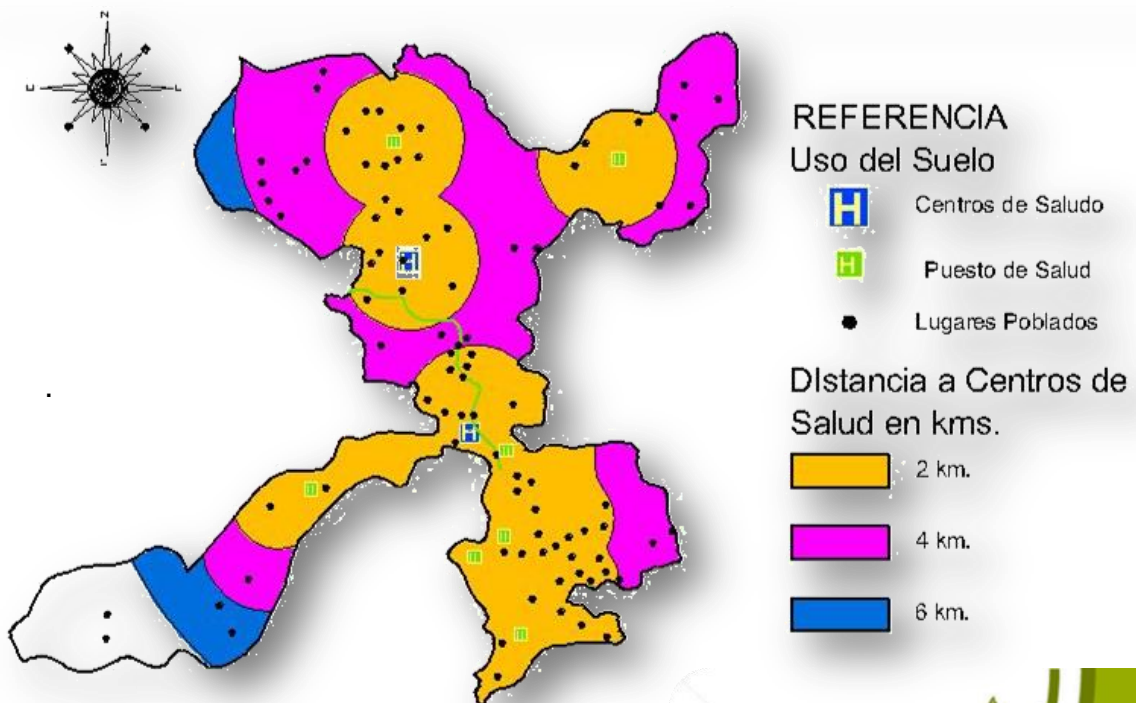 REFERENCIA
Uso del Suelo
H
Centros de Saludo
H
Puesto de Salud
Lugares Poblados
DIstancia a Centros de
Salud en kms.
2 km.
4 km.
6 km.
H
H